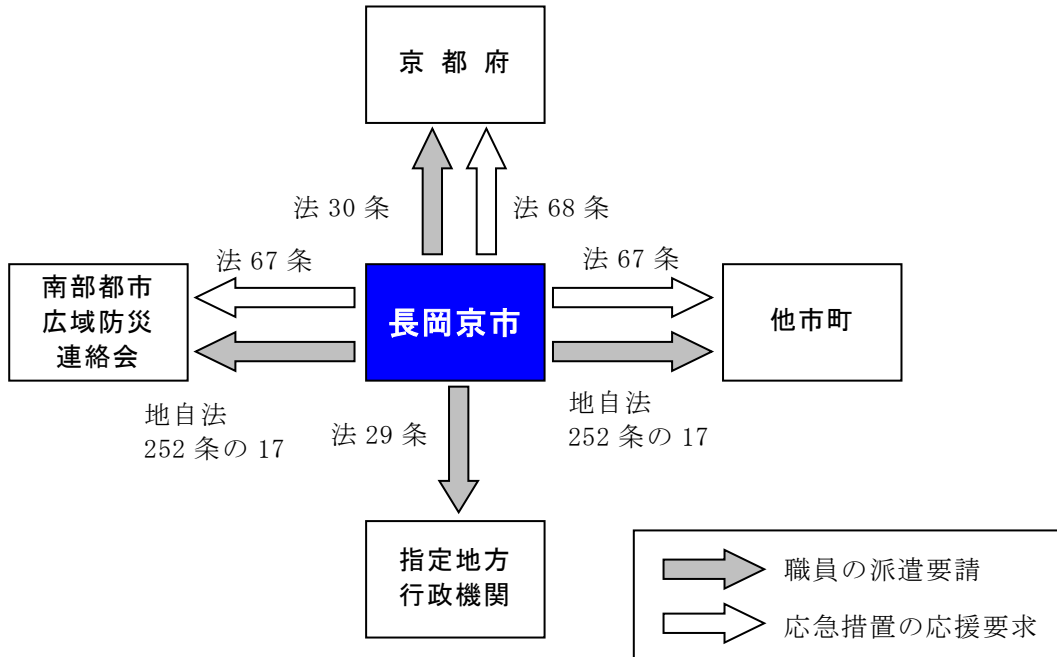 京都府
法 30 条
法 68 条
法 67 条
法 67 条
南部都市
広域防災
連絡会
長岡京市
他市町
地自法
252 条の 17
法 29 条
地自法
252 条の 17
指定地方
行政機関
職員の派遣要請
応急措置の応援要求